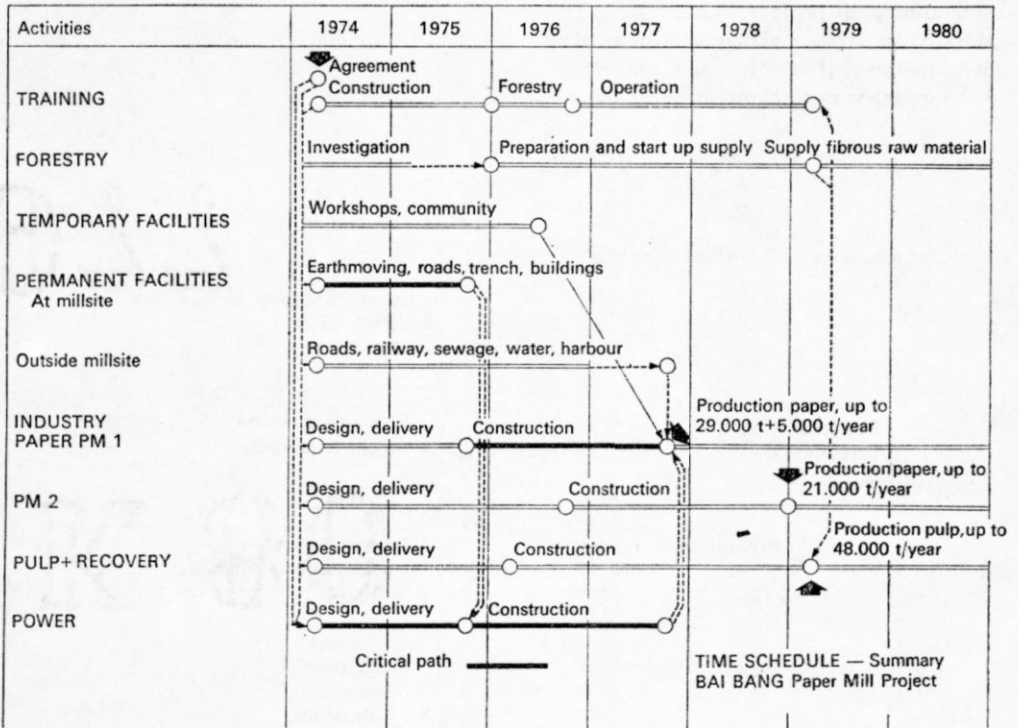 Activities 1974 1975 1976 1977 1978 1979 1980
Agreement
TRAINING Construction Forestry Operation
FORESTRY Investigation Preparation and start up supply Supply fibrous raw material
TEMPORARY FACILITIES Workshops, community
PERMANENT FACILITIES Earthmoving, roads, trench, buildings
At millsite
Outside millsite Roads, railway, sewage, water, harbour
Production paper, up to
29.000 t+5.000 t/year
INDUSTRY
PAPER PM 1 Design, delivery Construction
Production paper, up to
21.000 t/year
PM 2 Design, delivery Construction
Production pulp, up to
48.000 t/year
PULP+RECOVERY Design, delivery Construction
POWER Design, delivery Construction
Critical path
TIME SCHEDULE — Summary
BAI BANG Paper Mill Project